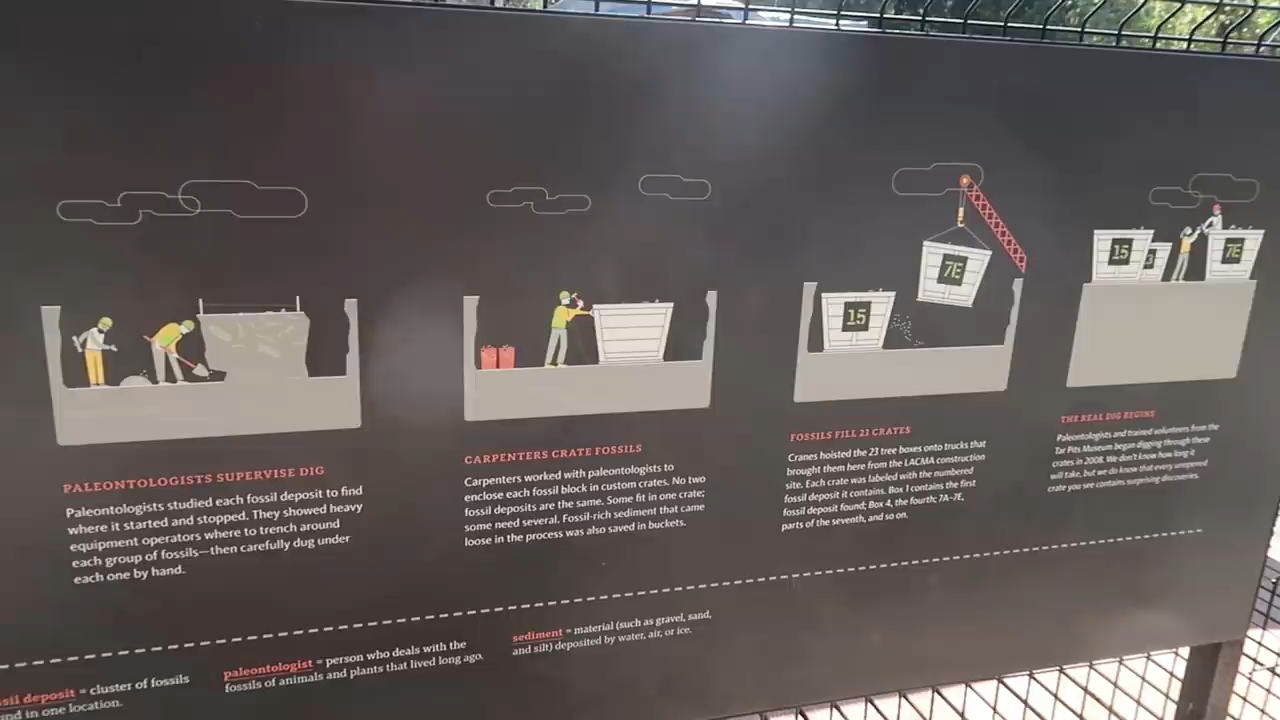 PALEONTOLOGISTS SUPERVISE DIG
Paleontologists studied each fossil deposit to find
where it started and stopped. They showed heavy
equipment operators where to trench around
each group of fossils—then carefully dug under
each one by hand.
CARPENTERS CRATE FOSSILS
Carpenters worked with paleontologists to
enclose each fossil block in custom crates. No two
fossil deposits are the same. Some fit in one crate;
some need several. Fossil-rich sediment that came
loose in the process was also saved in buckets.
15
7E
FOSSILS FILL 23 CRATES
Cranes hoisted the 23 tree boxes onto trucks that
brought them here from the LACMA construction
site. Each crate was labeled with the numbered
fossil deposit it contains. Box 1 contains the first
fossil deposit found; Box 4, the fourth; 7A–7E,
parts of the seventh, and so on.
15
3
7E
THE REAL DIG BEGINS
Paleontologists and trained volunteers from the
Tar Pits Museum began digging through these
crates in 2008. We don't know how long it
will take, but we do know that every unopened
crate you see contains surprising discoveries.
sil deposit = cluster of fossils
nd in one location.
paleontologist = person who deals with the
fossils of animals and plants that lived long ago.
sediment = material (such as gravel, sand,
and silt) deposited by water, air, or ice.